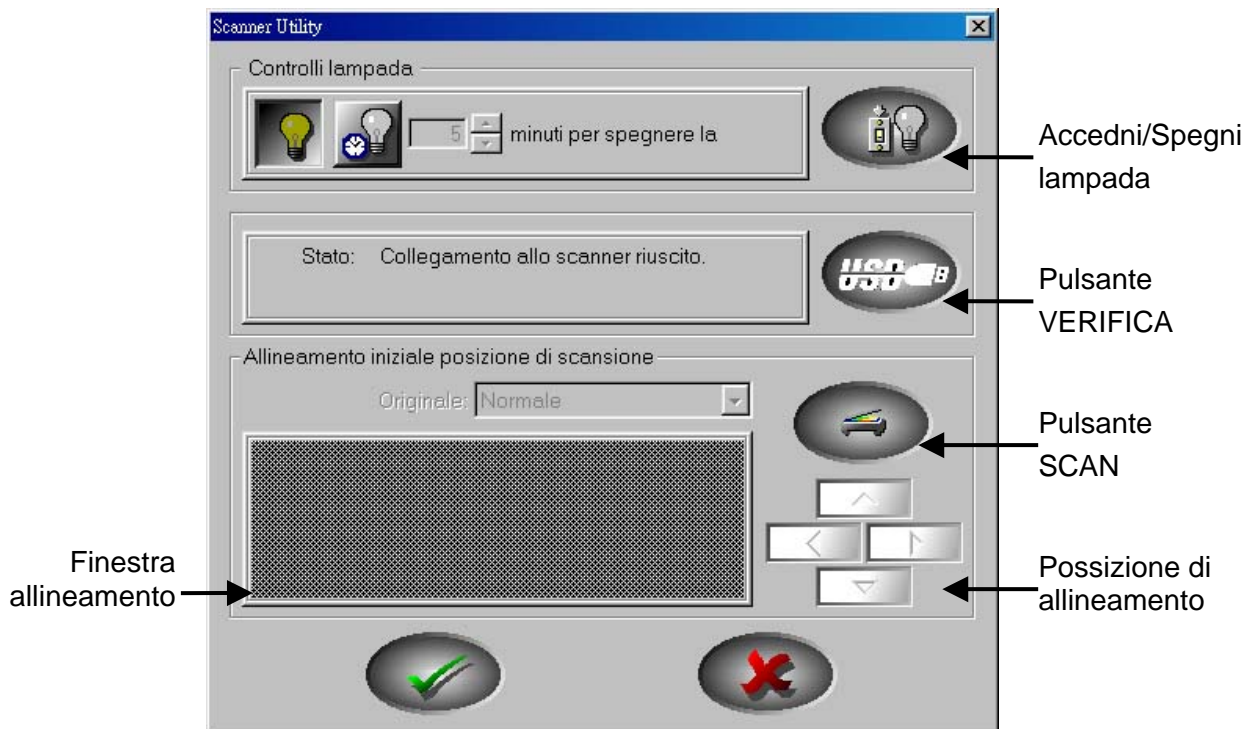 Scanner Utility
Controlli lampada
5 minuti per spegnere la
Accedni/Spegni
lampada
Stato: Collegamento allo scanner riuscito.
USB
Pulsante
VERIFICA
Allineamento iniziale posizione di scansione
Originale: Normale
Pulsante
SCAN
Finestra
allineamento
Possizione di
allineamento